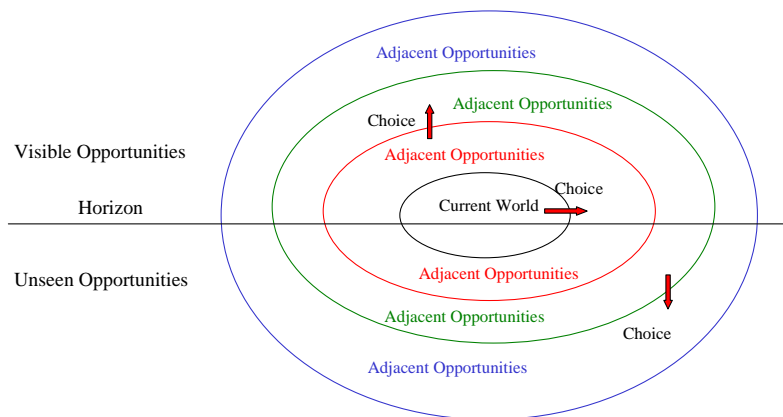 Adjacent Opportunities
Adjacent Opportunities
Choice
Visible Opportunities
Adjacent Opportunities
Choice
Horizon
Current World
Unseen Opportunities
Adjacent Opportunities
Adjacent Opportunities
Choice
Adjacent Opportunities